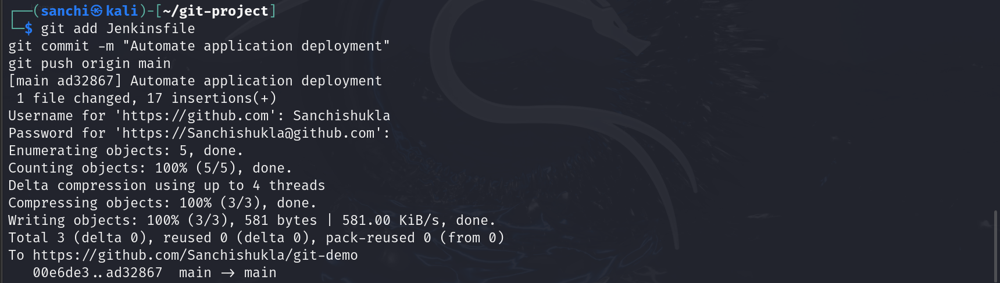 (sanchi㉿kali)-[~/git-project]
$ git add Jenkinsfile
git commit -m "Automate application deployment"
git push origin main
[main ad32867] Automate application deployment
 1 file changed, 17 insertions(+)
Username for 'https://github.com': Sanchishukla
Password for 'https://Sanchishukla@github.com':
Enumerating objects: 5, done.
Counting objects: 100% (5/5), done.
Delta compression using up to 4 threads
Compressing objects: 100% (3/3), done.
Writing objects: 100% (3/3), 581 bytes | 581.00 KiB/s, done.
Total 3 (delta 0), reused 0 (delta 0), pack-reused 0 (from 0)
To https://github.com/Sanchishukla/git-demo
   00e6de3..ad32867  main -> main